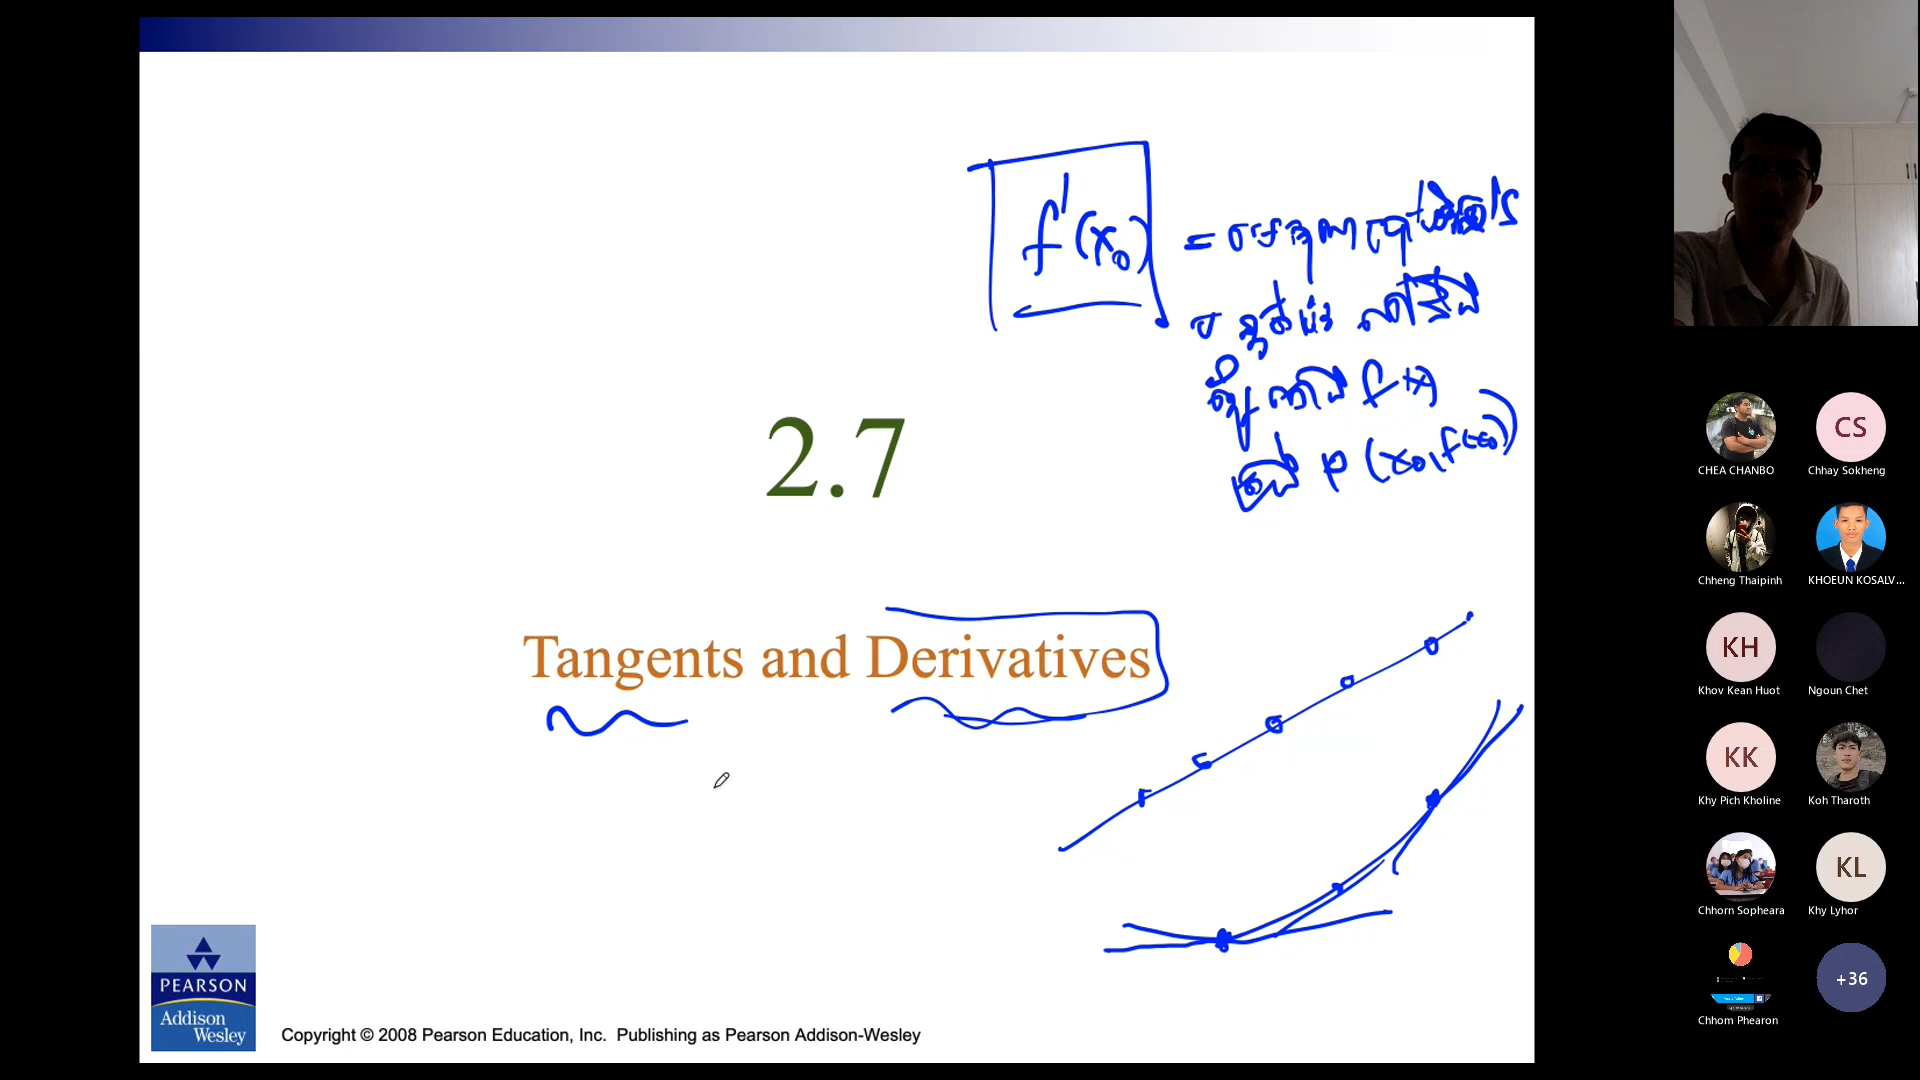 f'(x₀)
=
f(x)
P (x₀, f(x₀))
2.7
Tangents and Derivatives
PEARSON
Addison
Wesley
Copyright © 2008 Pearson Education, Inc. Publishing as Pearson Addison-Wesley
CHEA CHANBO
CS
Chhay Sokheng
Chheng Thaipinh
KHOEUN KOSALV...
KH
Khov Kean Huot
Ngoun Chet
KK
Khy Pich Kholine
Koh Tharoth
Chhorn Sopheara
KL
Khy Lyhor
Chhom Phearon
+36